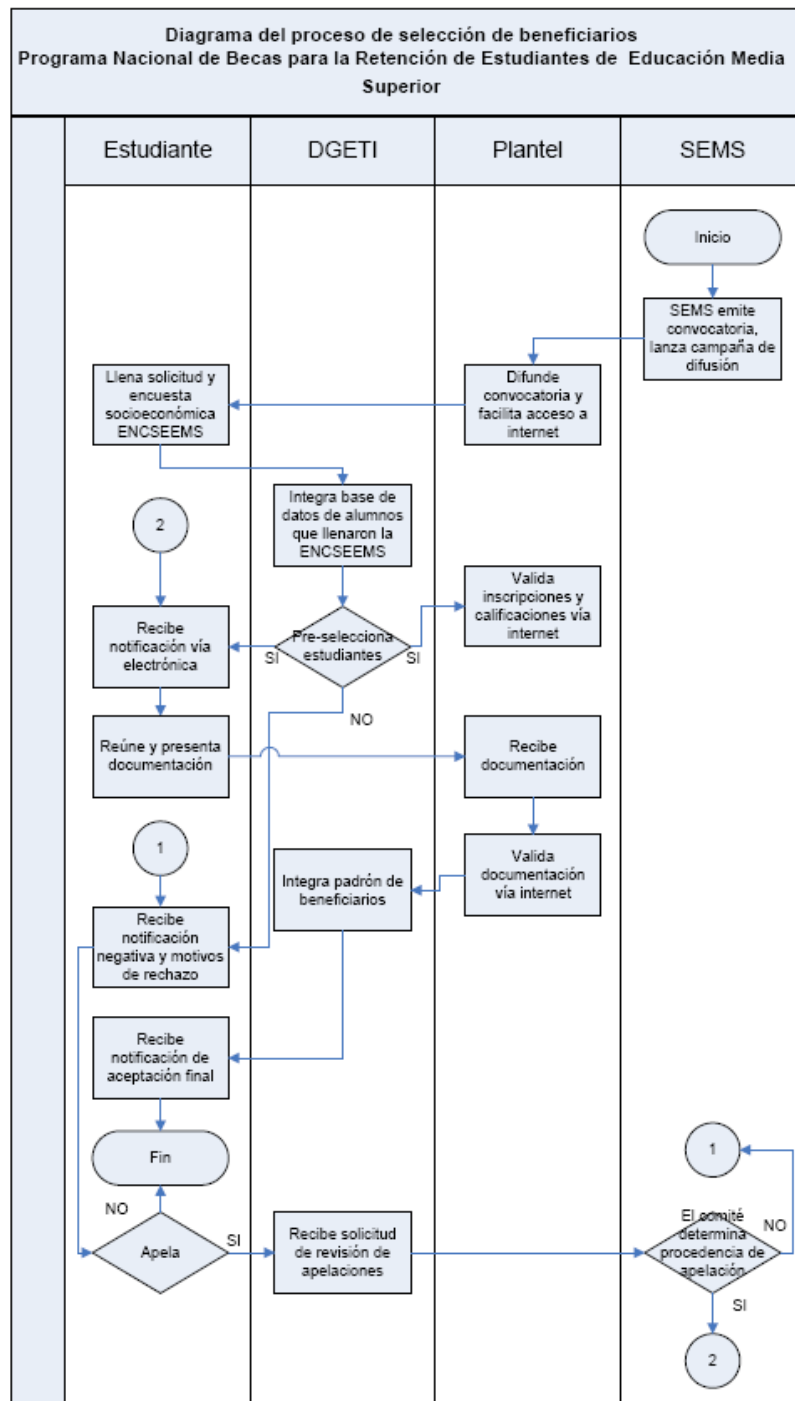 Diagrama del proceso de selección de beneficiarios
Programa Nacional de Becas para la Retención de Estudiantes de Educación Media
Superior
Estudiante
DGETI
Plantel
SEMS
Inicio
SEMS emite
convocatoria,
lanza campaña de
difusión
Difunde
convocatoria y
facilita acceso a
internet
Llena solicitud y
encuesta
socioeconómica
ENCSEEMS
Integra base de
datos de alumnos
que llenaron la
ENCSEEMS
2
Valida
inscripciones y
calificaciones vía
internet
Pre-selecciona
estudiantes
SI
SI
NO
Recibe
notificación vía
electrónica
Reúne y presenta
documentación
Recibe
documentación
1
Valida
documentación
vía internet
Integra padrón de
beneficiarios
Recibe
notificación
negativa y motivos
de rechazo
Recibe
notificación de
aceptación final
Fin
NO
Apela
SI
Recibe solicitud
de revisión de
apelaciones
1
El comité
determina
procedencia de
apelación
NO
SI
2